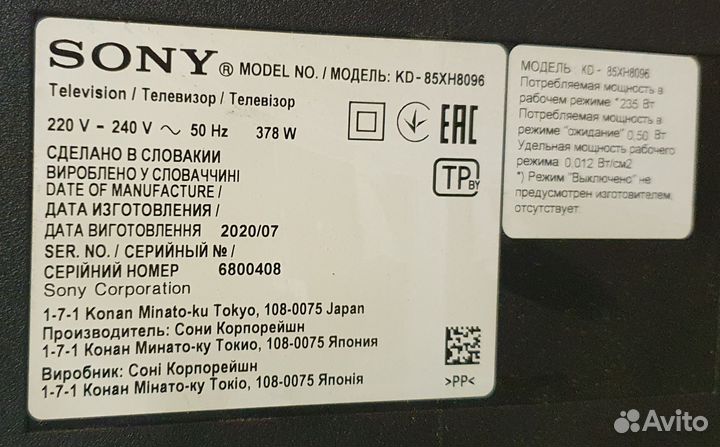 SONY® MODEL NO. / МОДЕЛЬ: KD-85XH8096
Television / Телевизор / Телевізор
220 V - 240 V ~ 50 Hz 378 W
EAC
СДЕЛАНО В СЛОВАКИИ
ВИРОБЛЕНО У СЛОВАЧЧИНІ
DATE OF MANUFACTURE /
ДАТА ИЗГОТОВЛЕНИЯ /
ДАТА ВИГОТОВЛЕННЯ 2020/07
TP BY
SER. NO. / СЕРИЙНЫЙ № /
СЕРІЙНИЙ НОМЕР 6800408
Sony Corporation
1-7-1 Konan Minato-ku Tokyo, 108-0075 Japan
Производитель: Сони Корпорейшн
1-7-1 Конан Минато-ку Токио, 108-0075 Япония
Виробник: Соні Корпорейшн
1-7-1 Конан Мінато-ку Токіо, 108-0075 Японія
>PP<
МОДЕЛЬ KD-85XH8096
Потребляемая мощность в
рабочем режиме *235 Вт
Потребляемая мощность в
режиме "ожидание" 0,50 Вт
Удельная мощность рабочего
режима 0,012 Вт/см2
*) Режим "Выключено" не
предусмотрен изготовителем,
отсутствует.
Avito